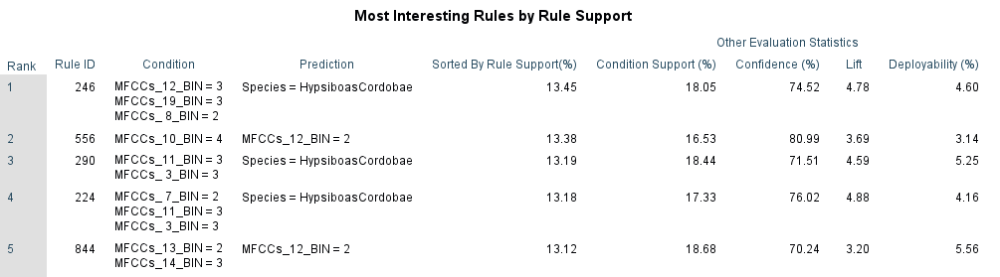 Most Interesting Rules by Rule Support
Other Evaluation Statistics
Rank Rule ID Condition Prediction Sorted By Rule Support(%) Condition Support (%) Confidence (%) Lift Deployability (%)
1 246 MFCCs_12_BIN = 3 Species = HypsiboasCordobae 13.45 18.05 74.52 4.78 4.60
MFCCs_19_BIN = 3
MFCCs_ 8_BIN = 2
2 556 MFCCs_10_BIN = 4 MFCCs_12_BIN = 2 13.38 16.53 80.99 3.69 3.14
3 290 MFCCs_11_BIN = 3 Species = HypsiboasCordobae 13.19 18.44 71.51 4.59 5.25
MFCCs_ 3_BIN = 3
4 224 MFCCs_ 7_BIN = 2 Species = HypsiboasCordobae 13.18 17.33 76.02 4.88 4.16
MFCCs_11_BIN = 3
MFCCs_ 3_BIN = 3
5 844 MFCCs_13_BIN = 2 MFCCs_12_BIN = 2 13.12 18.68 70.24 3.20 5.56
MFCCs_14_BIN = 3